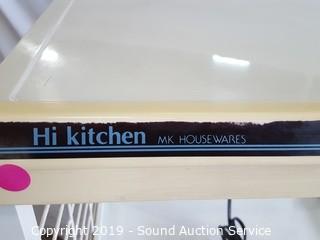 Hi kitchen MK HOUSEWARES
Copyright 2019 - Sound Auction Service